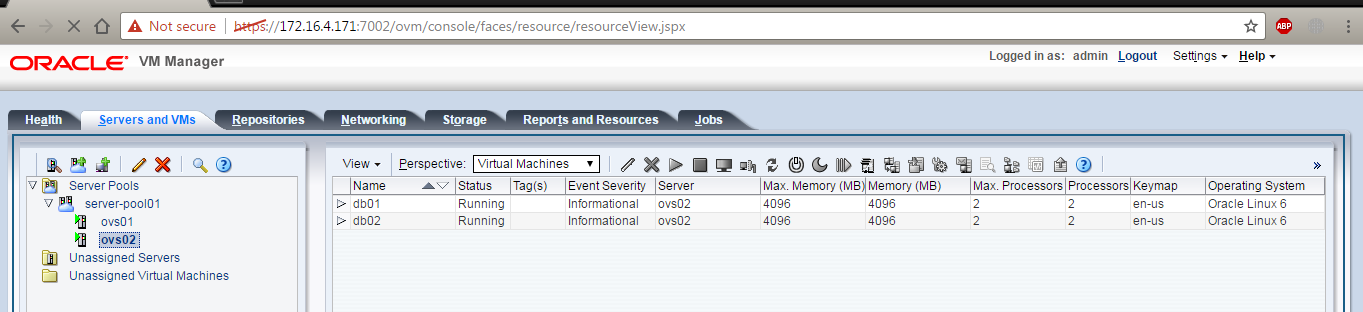 Not secure https://172.16.4.171:7002/ovm/console/faces/resource/resourceView.jspx ABP
ORACLE VM Manager Logged in as: admin Logout Settings Help
Health Servers and VMs Repositories Networking Storage Reports and Resources Jobs
View Perspective: Virtual Machines »
Server Pools
server-pool01
ovs01
ovs02
Unassigned Servers
Unassigned Virtual Machines
Name Status Tag(s) Event Severity Server Max. Memory (MB) Memory (MB) Max. Processors Processors Keymap Operating System
db01 Running Informational ovs02 4096 4096 2 2 en-us Oracle Linux 6
db02 Running Informational ovs02 4096 4096 2 2 en-us Oracle Linux 6